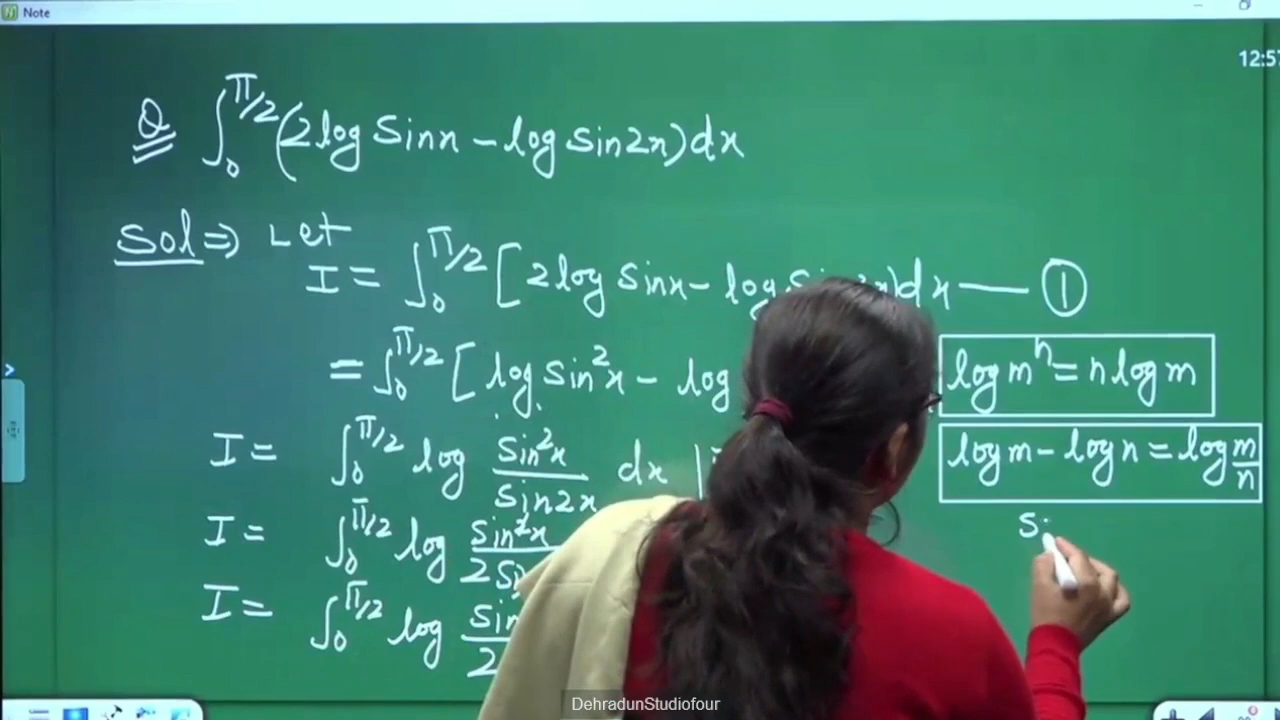 Note
12:57
Q ∫₀^π/2 (2 log sinx - log sin2x) dx
Sol ⇒ Let
I = ∫₀^π/2 [2 log sinx - log dx — ①
= ∫₀^π/2 [log sin²x - log
log mⁿ = n log m
I = ∫₀^π/2 log sin²x/sin2x dx
log m - log n = log m/n
I = ∫₀^π/2 log sin²x/2
I = ∫₀^π/2 log
DehradunStudiofour